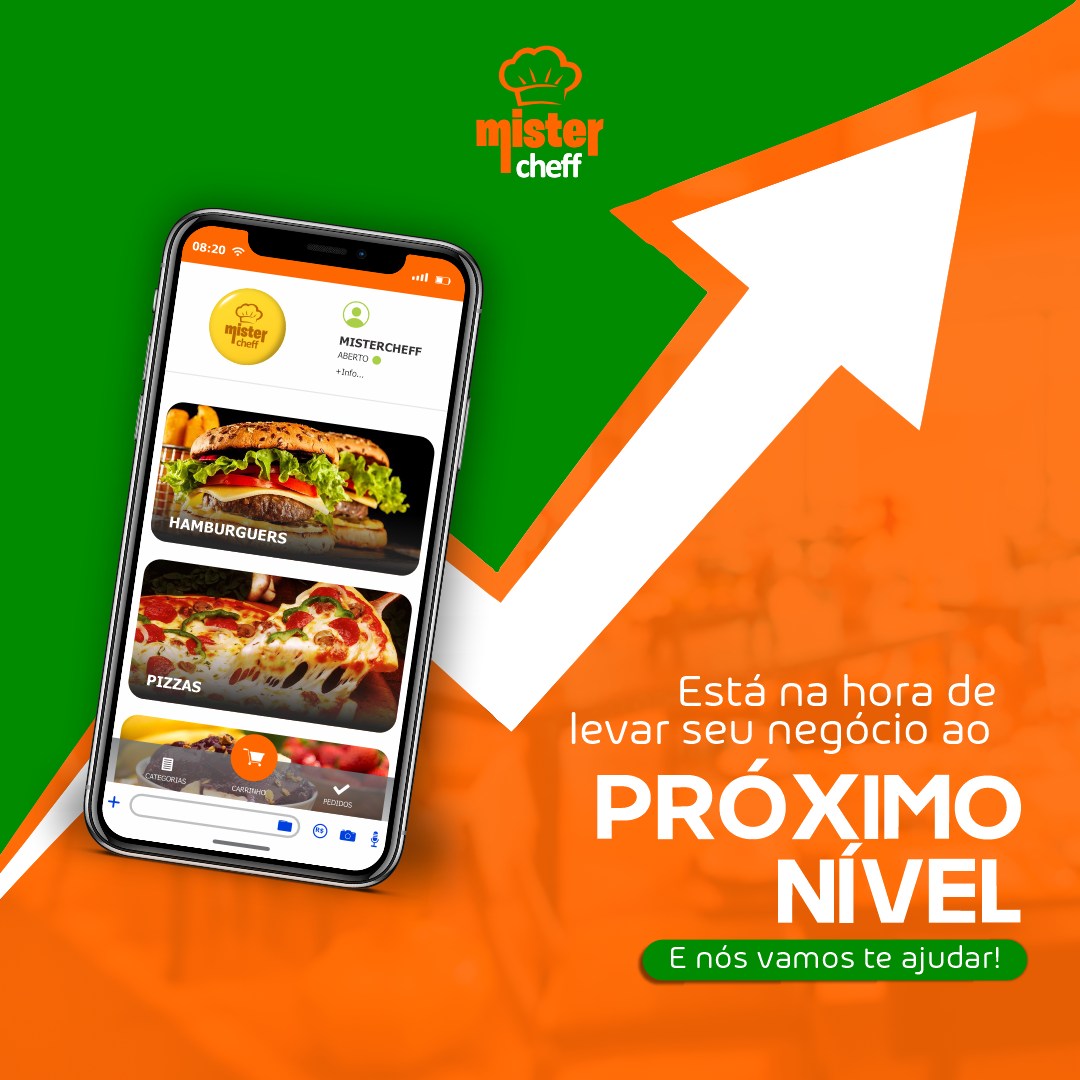 mister
cheff
08:20
mister
cheff
MISTERCHEFF
ABERTO
+Info...
HAMBURGUERS
PIZZAS
CATEGORIAS
CARRINHO
PEDIDOS
R$
Está na hora de
levar seu negócio ao
PRÓXIMO
NÍVEL
E nós vamos te ajudar!